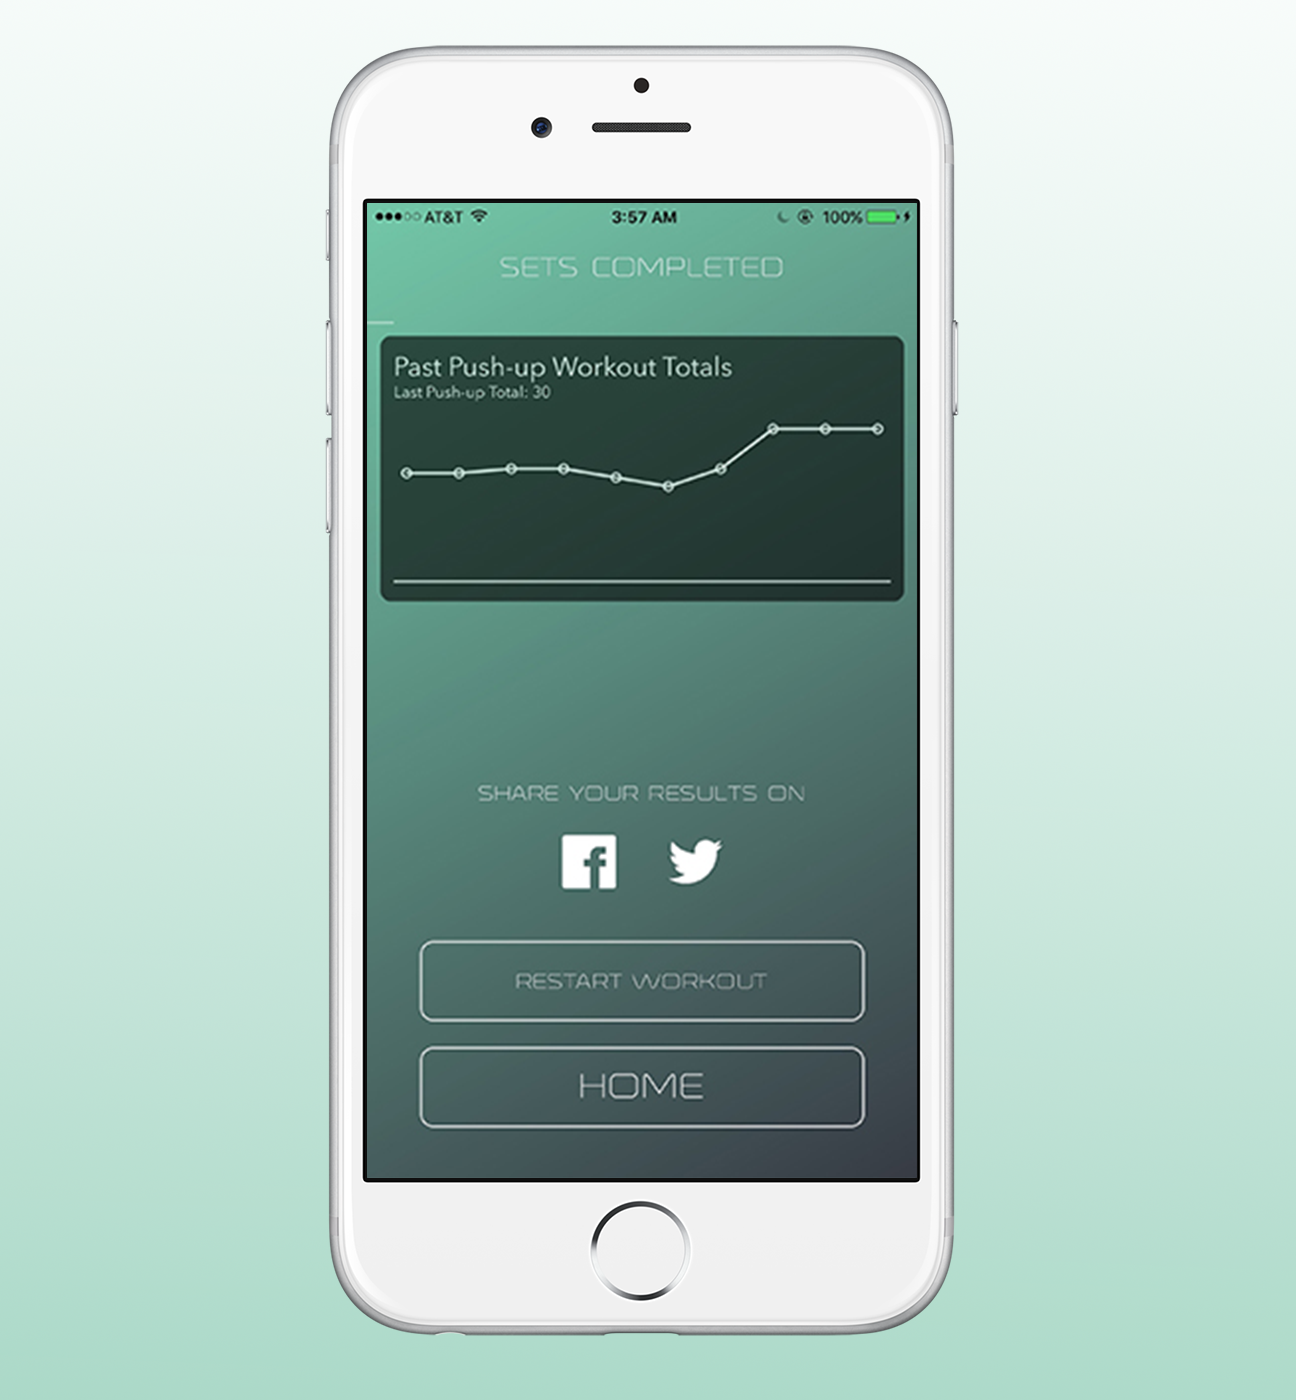 AT&T 3:57 AM 100%
SETS COMPLETED
Past Push-up Workout Totals
Last Push-up Total: 30
SHARE YOUR RESULTS ON
RESTART WORKOUT
HOME